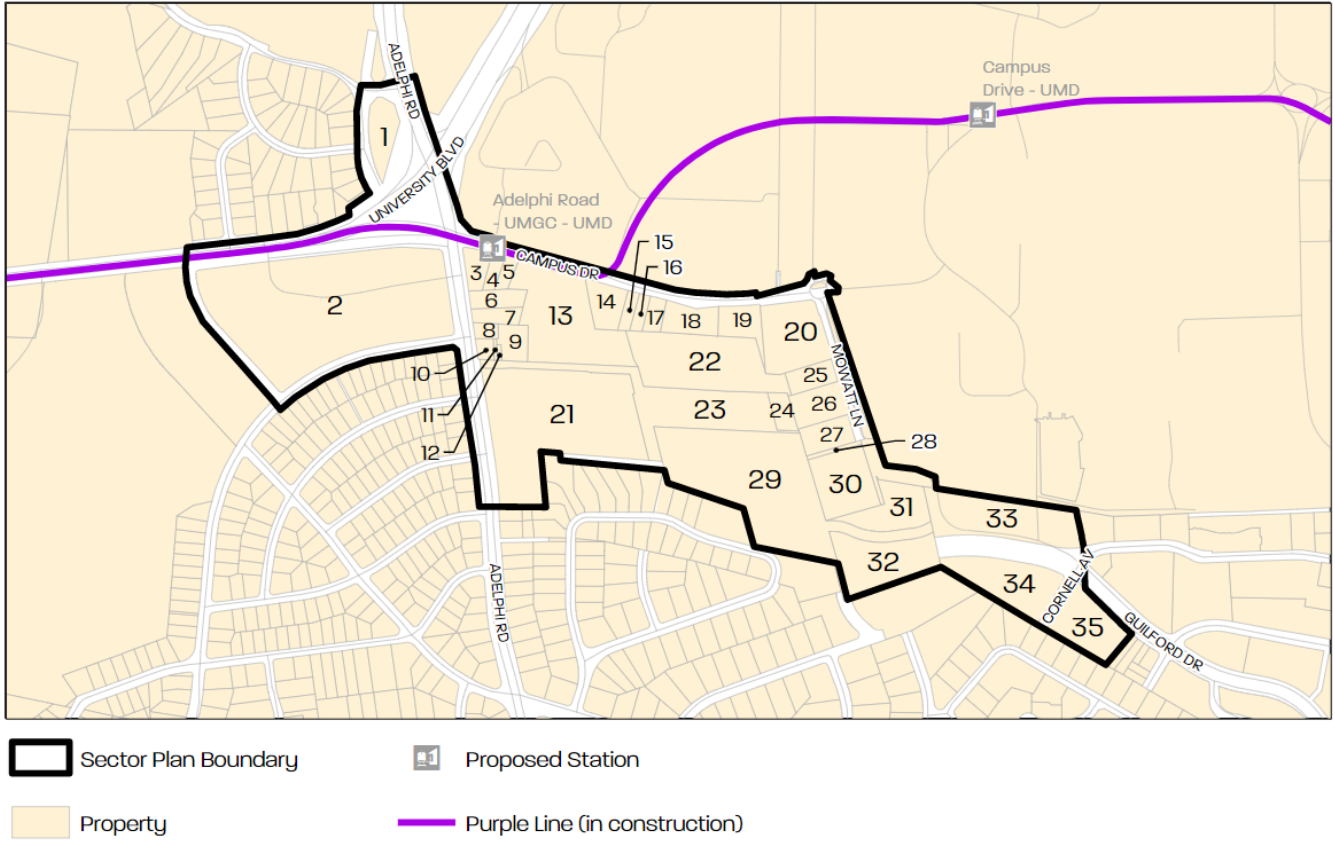 ADELPHI RD
Campus
Drive - UMD
1
UNIVERSITY BLVD
Adelphi Road
- UMGC - UMD
CAMPUS DR
15
16
3
4
5
2
6
7
13
14
17
18
19
20
8
9
10
11
12
22
MOWATT LN
25
21
23
24
26
27
28
29
30
31
33
32
34
ADELPHI RD
CORNELL AV
35
GUILFORD DR
Sector Plan Boundary
Proposed Station
Property
Purple Line (in construction)